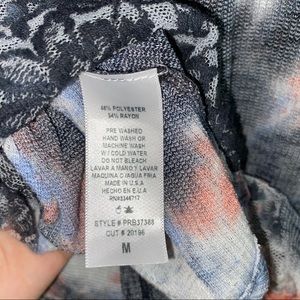 46% POLYESTER
54% RAYON
PRE WASHED
HAND WASH OR
MACHINE WASH
W/ COLD WATER
DO NOT BLEACH
LAVAR A MANO Y LAVAR
MAQUINA C/AGUA FRIA
MADE IN U.S.A
HECHO EN E.U.A
STYLE # PRB37388
CUT # 20196
M